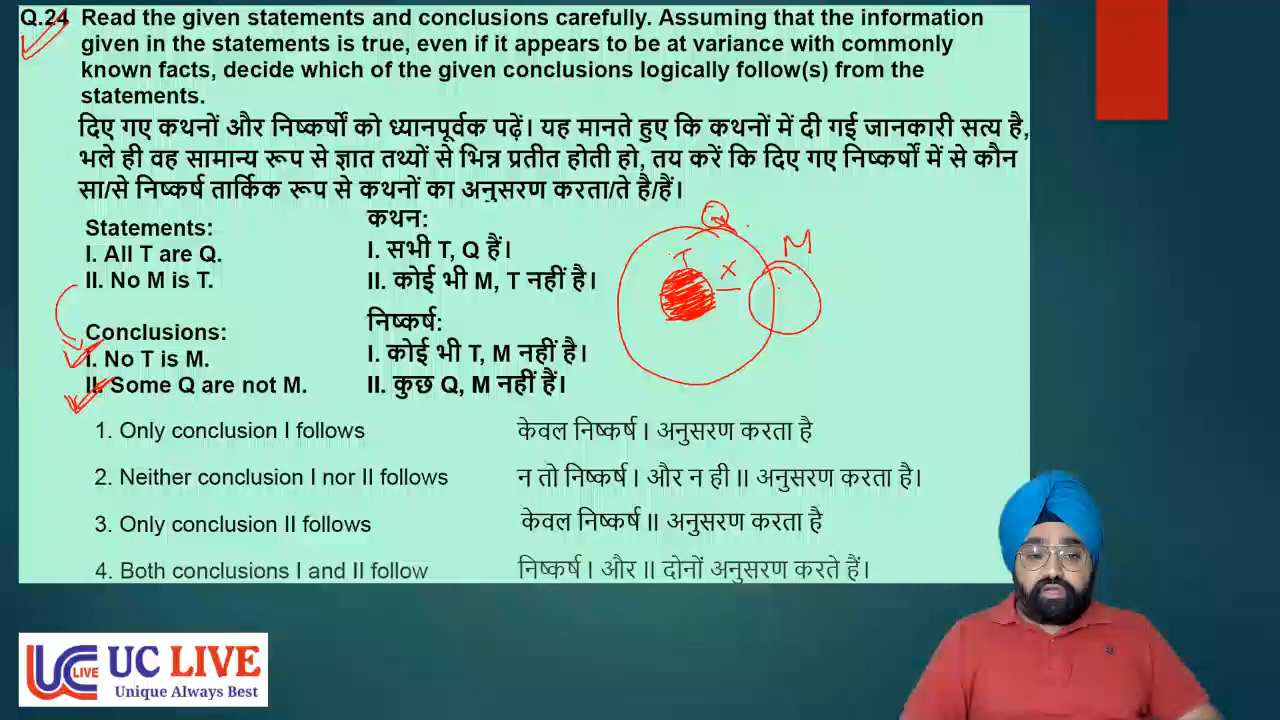 Q.24 Read the given statements and conclusions carefully. Assuming that the information
given in the statements is true, even if it appears to be at variance with commonly
known facts, decide which of the given conclusions logically follow(s) from the
statements.
दिए गए कथनों और निष्कर्षों को ध्यानपूर्वक पढ़ें। यह मानते हुए कि कथनों में दी गई जानकारी सत्य है,
भले ही वह सामान्य रूप से ज्ञात तथ्यों से भिन्न प्रतीत होती हो, तय करें कि दिए गए निष्कर्षों में से कौन
सा/से निष्कर्ष तार्किक रूप से कथनों का अनुसरण करता/ते है/हैं।
Statements:
I. All T are Q.
II. No M is T.
Conclusions:
I. No T is M.
II. Some Q are not M.
कथन:
I. सभी T, Q हैं।
II. कोई भी M, T नहीं है।
निष्कर्ष:
I. कोई भी T, M नहीं है।
II. कुछ Q, M नहीं हैं।
Q
T
X
M
1. Only conclusion I follows केवल निष्कर्ष I अनुसरण करता है
2. Neither conclusion I nor II follows न तो निष्कर्ष I और न ही II अनुसरण करता है।
3. Only conclusion II follows केवल निष्कर्ष II अनुसरण करता है
4. Both conclusions I and II follow निष्कर्ष I और II दोनों अनुसरण करते हैं।
UC LIVE UC LIVE
Unique Always Best